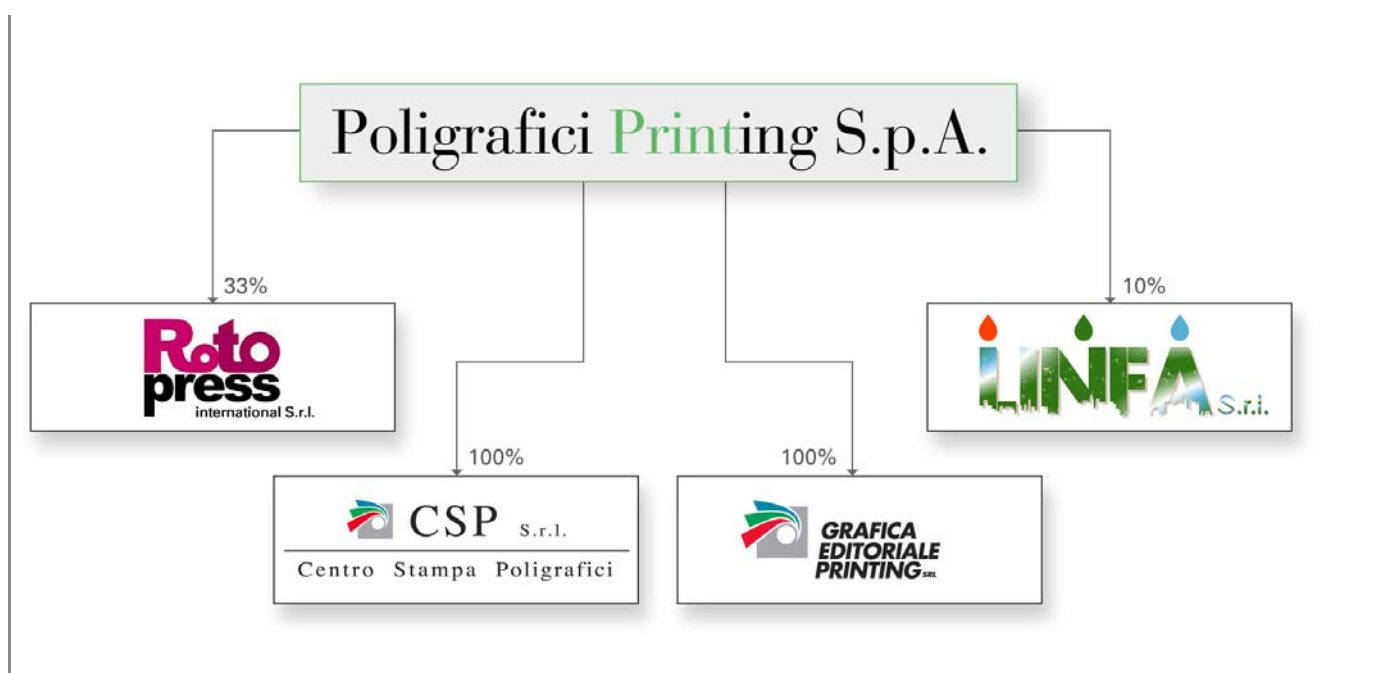 Poligrafici Printing S.p.A.
33%
10%
Roto
press
international S.r.l.
LINFA S.r.l.
100%
100%
CSP S.r.l.
Centro Stampa Poligrafici
GRAFICA
EDITORIALE
PRINTING SRL